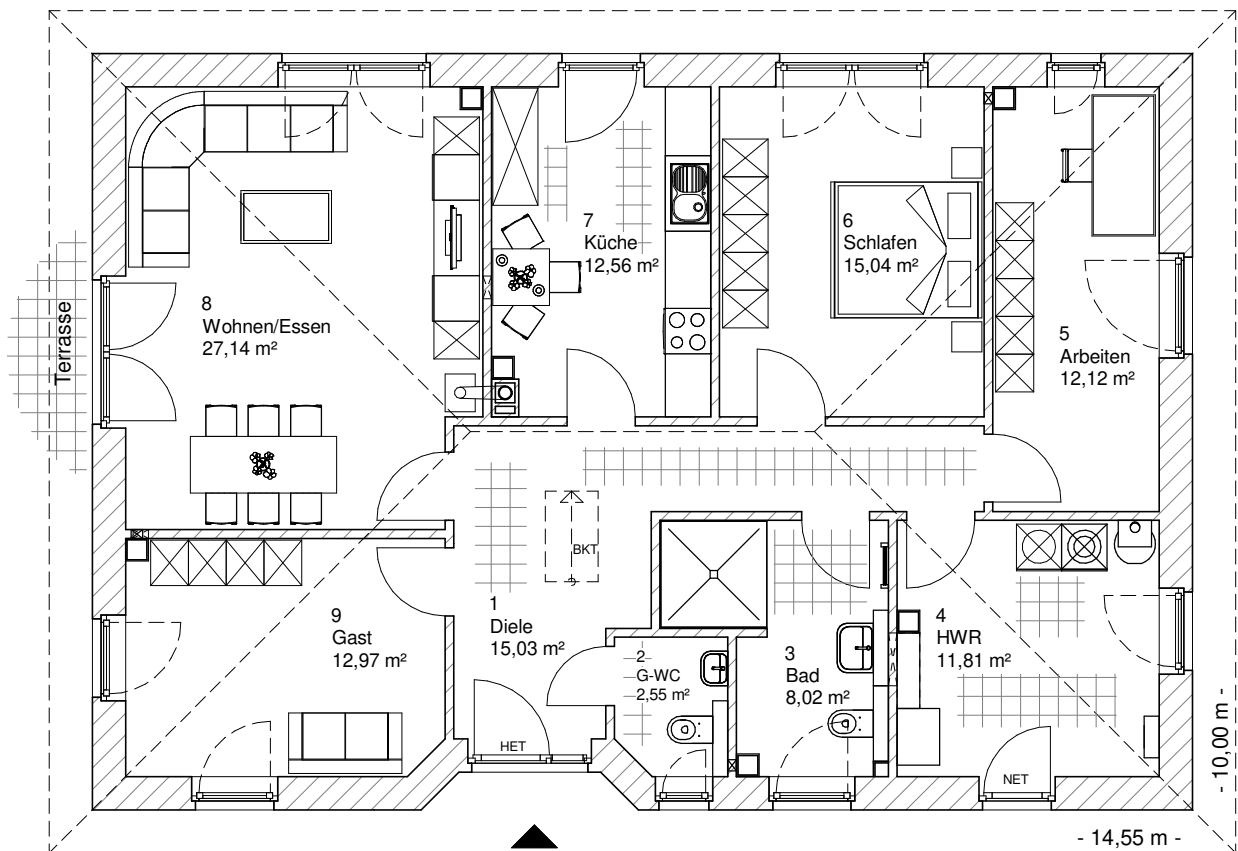 7
Küche
12,56 m²
6
Schlafen
15,04 m²
8
Wohnen/Essen
27,14 m²
Terrasse
5
Arbeiten
12,12 m²
BKT
1
Diele
15,03 m²
9
Gast
12,97 m²
2
G-WC
2,55 m²
3
Bad
8,02 m²
4
HWR
11,81 m²
HET
NET
- 10,00 m -
- 14,55 m -